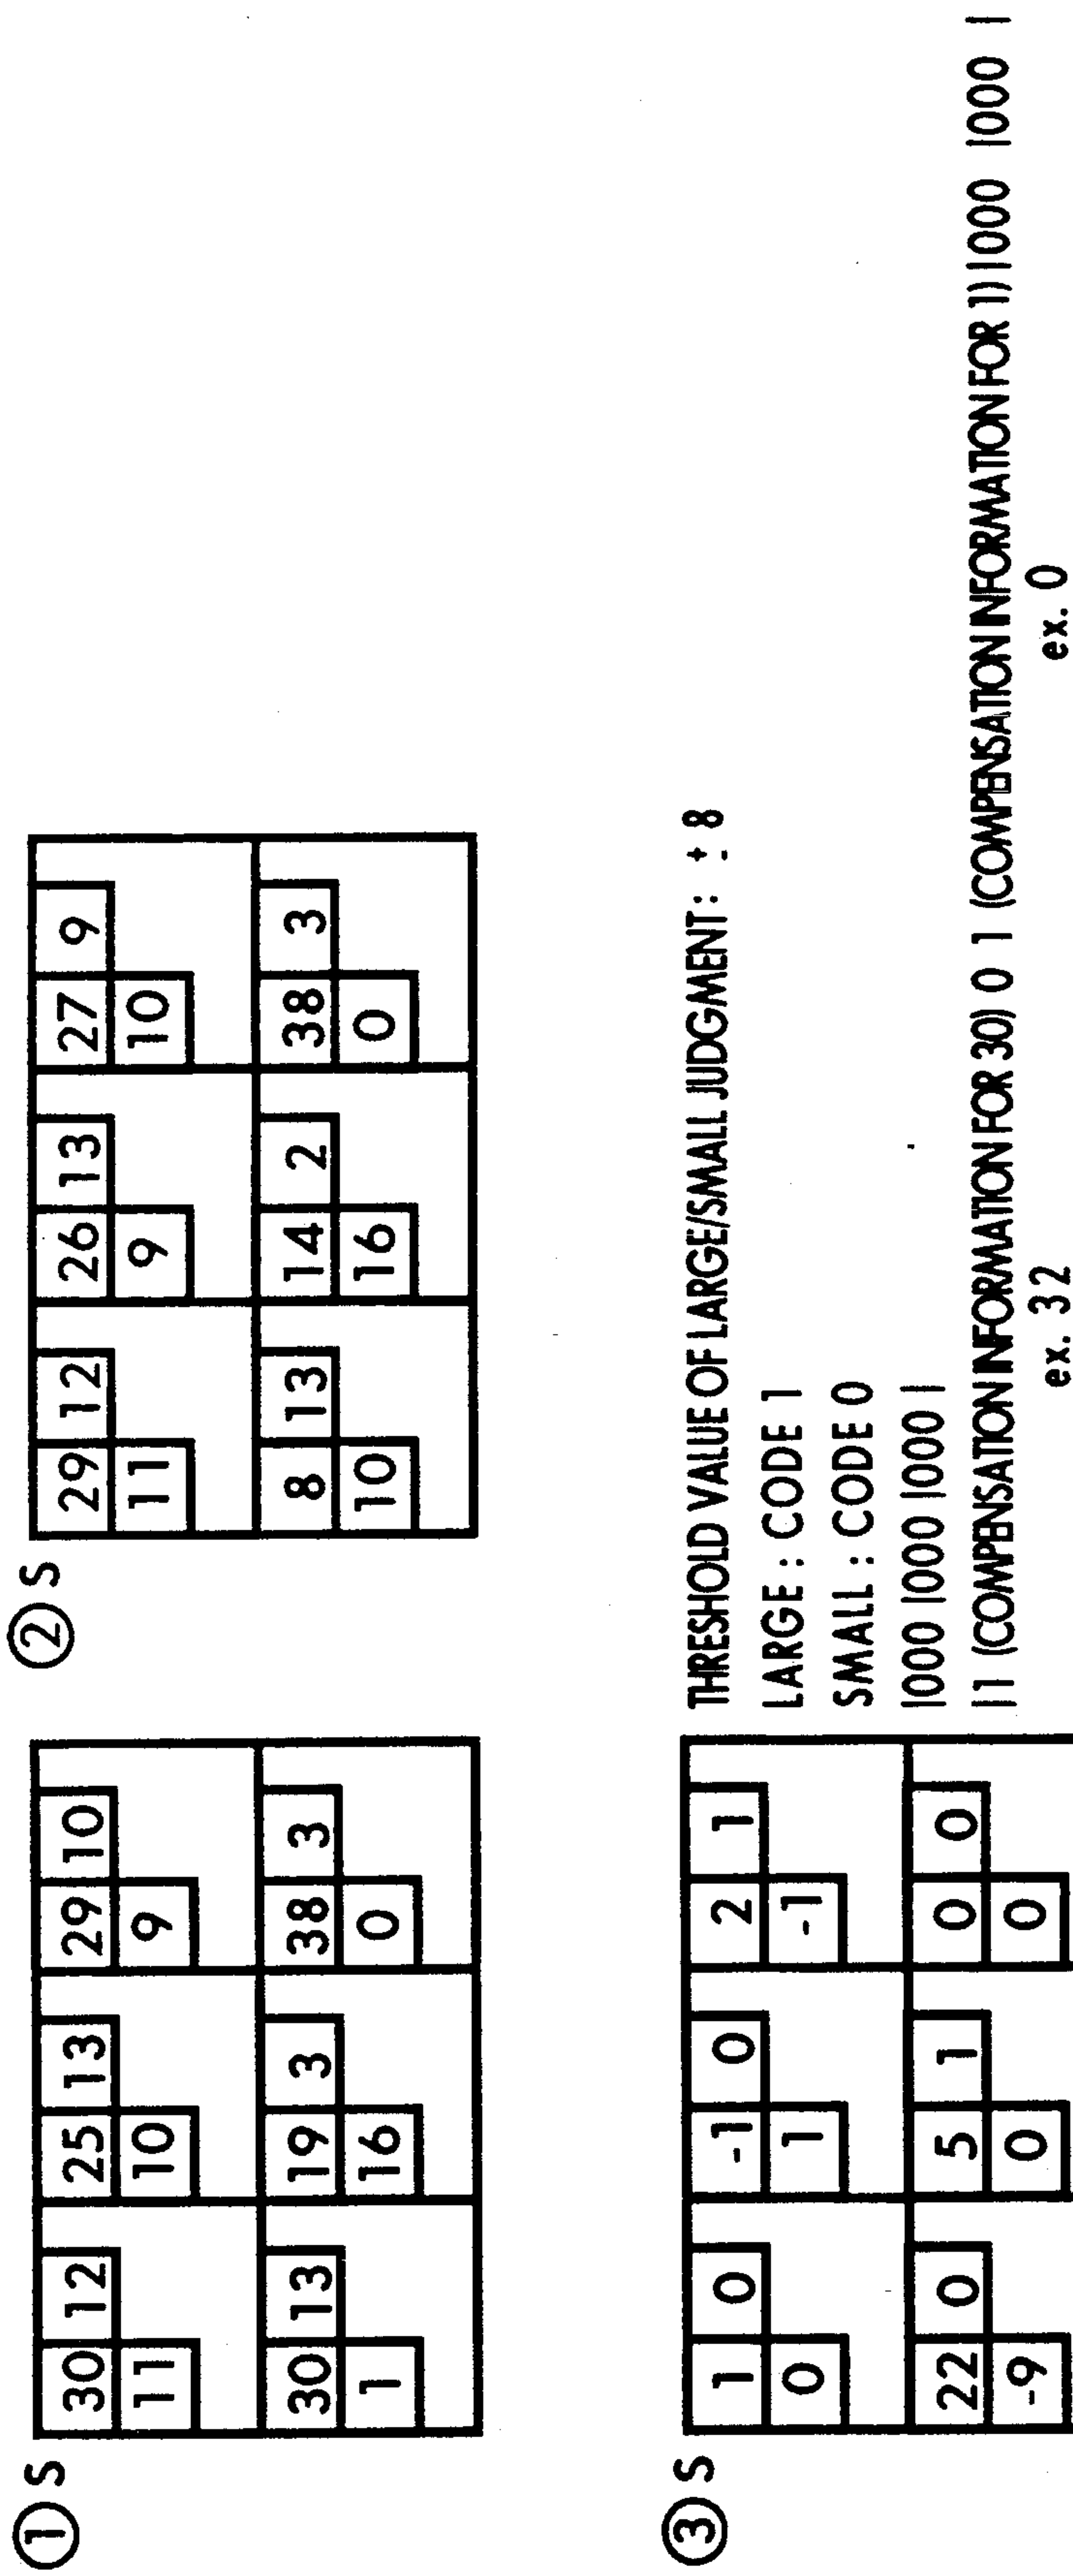 ① S
30 12 25 13 29 10
11 10 9
30 13 19 3 38 3
1 16 0
② S
29 12 26 13 27 9
11 9 10
8 13 14 2 38 3
10 16 0
③ S
1 0 -1 0 2 1
0 1 -1
22 0 5 1 0 0
-9 0 0
THRESHOLD VALUE OF LARGE/SMALL JUDGMENT: ± 8
LARGE : CODE 1
SMALL : CODE 0
1000 1000 1000 1
11 (COMPENSATION INFORMATION FOR 30) 0 1 (COMPENSATION INFORMATION FOR 1) 1000 1000 1
ex. 32 ex. 0